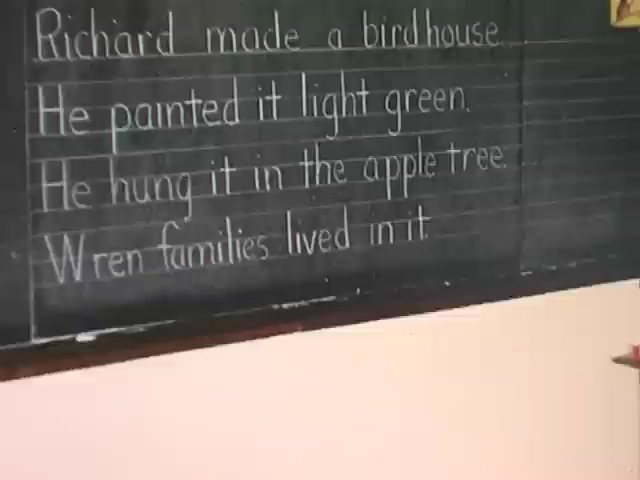 Richard made a birdhouse.
He painted it light green.
He hung it in the apple tree.
Wren families lived in it.